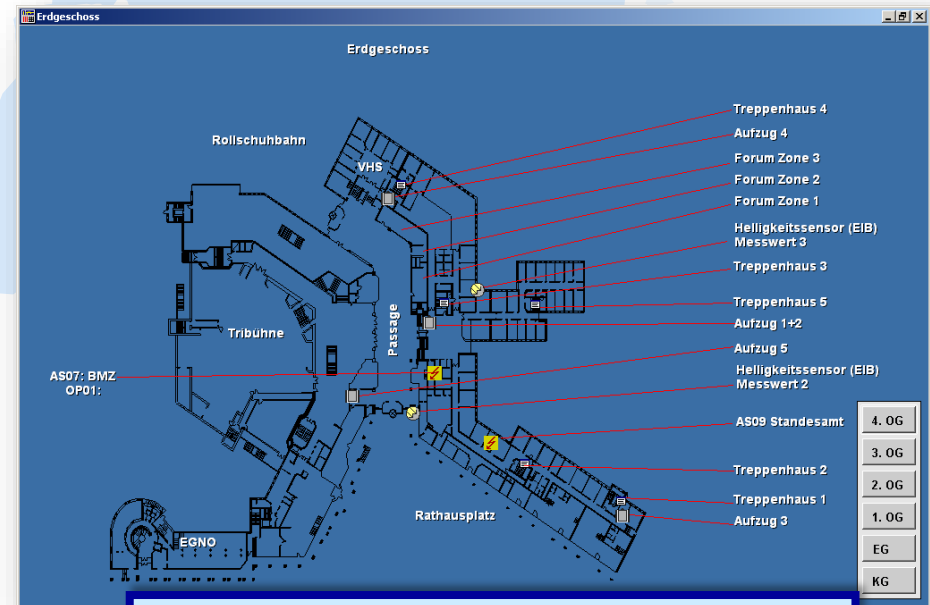 Erdgeschoss
Erdgeschoss
Rollschuhbahn
VHS
Tribühne
Passage
AS07: BMZ
OP01:
EGNO
Rathausplatz
Treppenhaus 4
Aufzug 4
Forum Zone 3
Forum Zone 2
Forum Zone 1
Helligkeitssensor (EIB)
Messwert 3
Treppenhaus 3
Treppenhaus 5
Aufzug 1+2
Aufzug 5
Helligkeitssensor (EIB)
Messwert 2
AS09 Standesamt
Treppenhaus 2
Treppenhaus 1
Aufzug 3
4. OG
3. OG
2. OG
1. OG
EG
KG